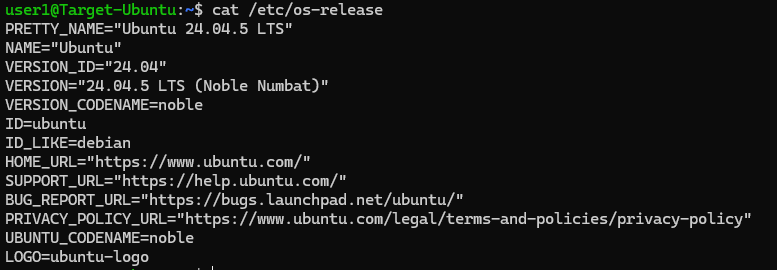 user1@Target-Ubuntu:~$ cat /etc/os-release
PRETTY_NAME="Ubuntu 24.04.5 LTS"
NAME="Ubuntu"
VERSION_ID="24.04"
VERSION="24.04.5 LTS (Noble Numbat)"
VERSION_CODENAME=noble
ID=ubuntu
ID_LIKE=debian
HOME_URL="https://www.ubuntu.com/"
SUPPORT_URL="https://help.ubuntu.com/"
BUG_REPORT_URL="https://bugs.launchpad.net/ubuntu/"
PRIVACY_POLICY_URL="https://www.ubuntu.com/legal/terms-and-policies/privacy-policy"
UBUNTU_CODENAME=noble
LOGO=ubuntu-logo